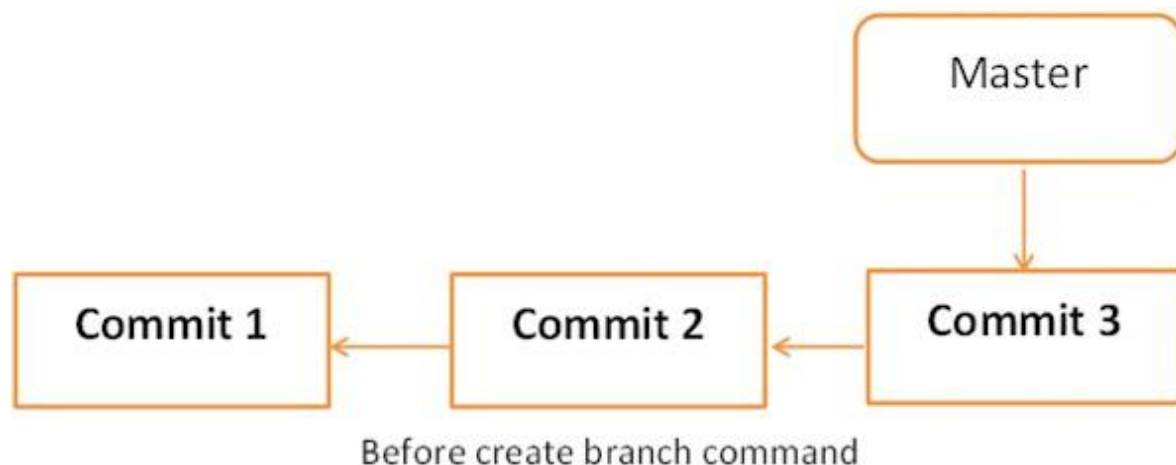 Master
Commit 1
Commit 2
Commit 3
Before create branch command